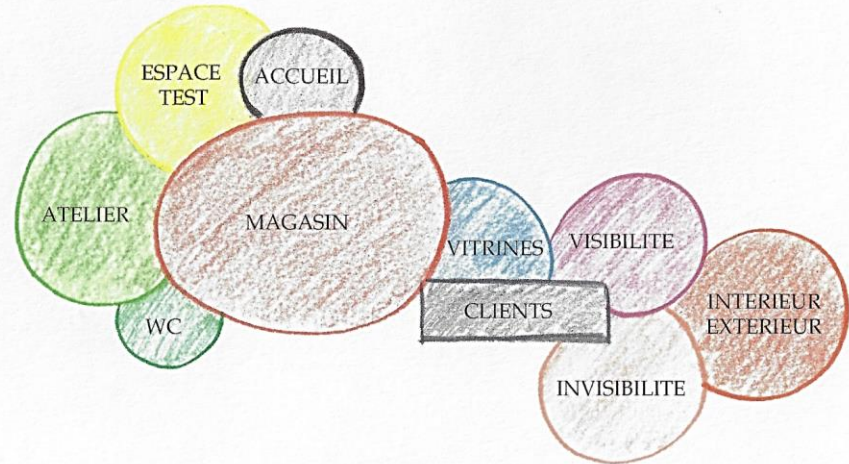 ESPACE
TEST
ACCUEIL
ATELIER
MAGASIN
WC
VITRINES
VISIBILITE
CLIENTS
INTERIEUR
EXTERIEUR
INVISIBILITE